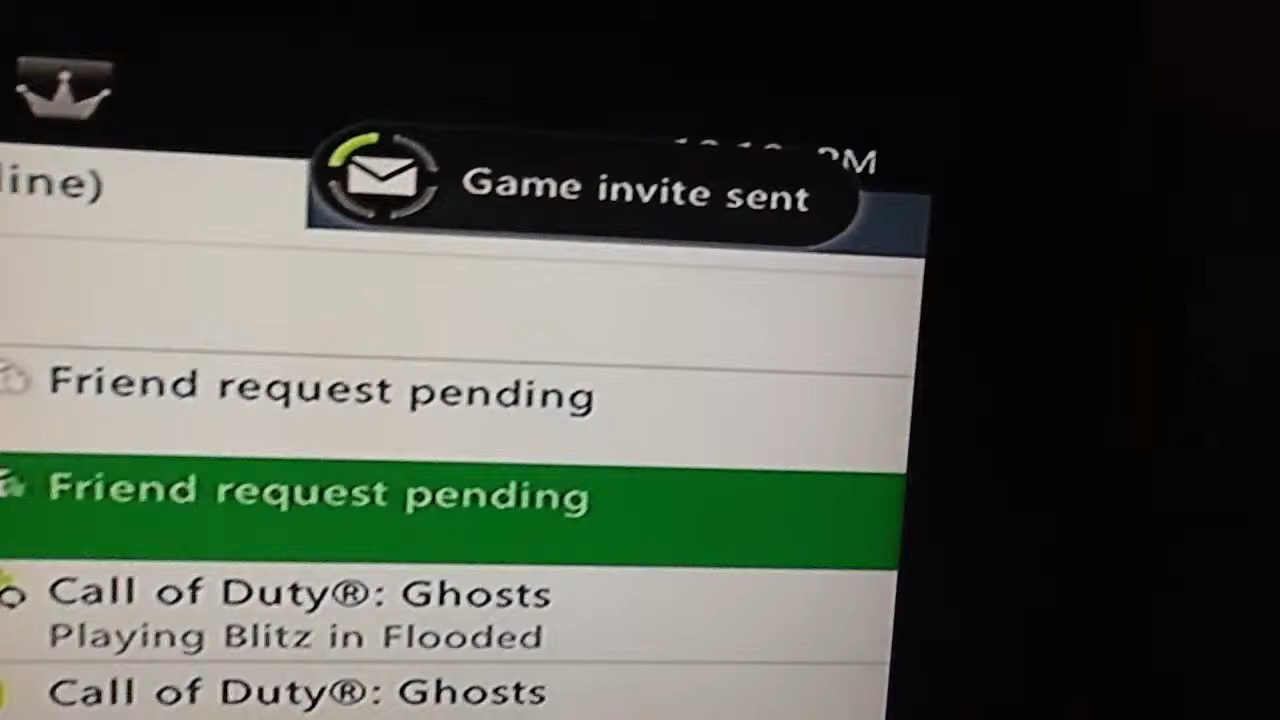 PM
line)
Game invite sent
Friend request pending
Friend request pending
Call of Duty®: Ghosts
Playing Blitz in Flooded
Call of Duty®: Ghosts